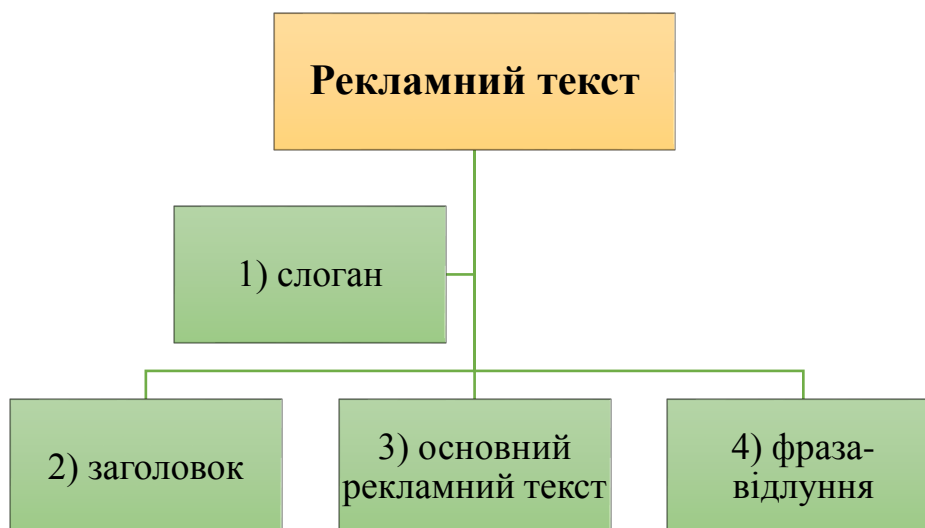 Рекламний текст
1) слоган
2) заголовок
3) основний
рекламний текст
4) фраза-
відлуння